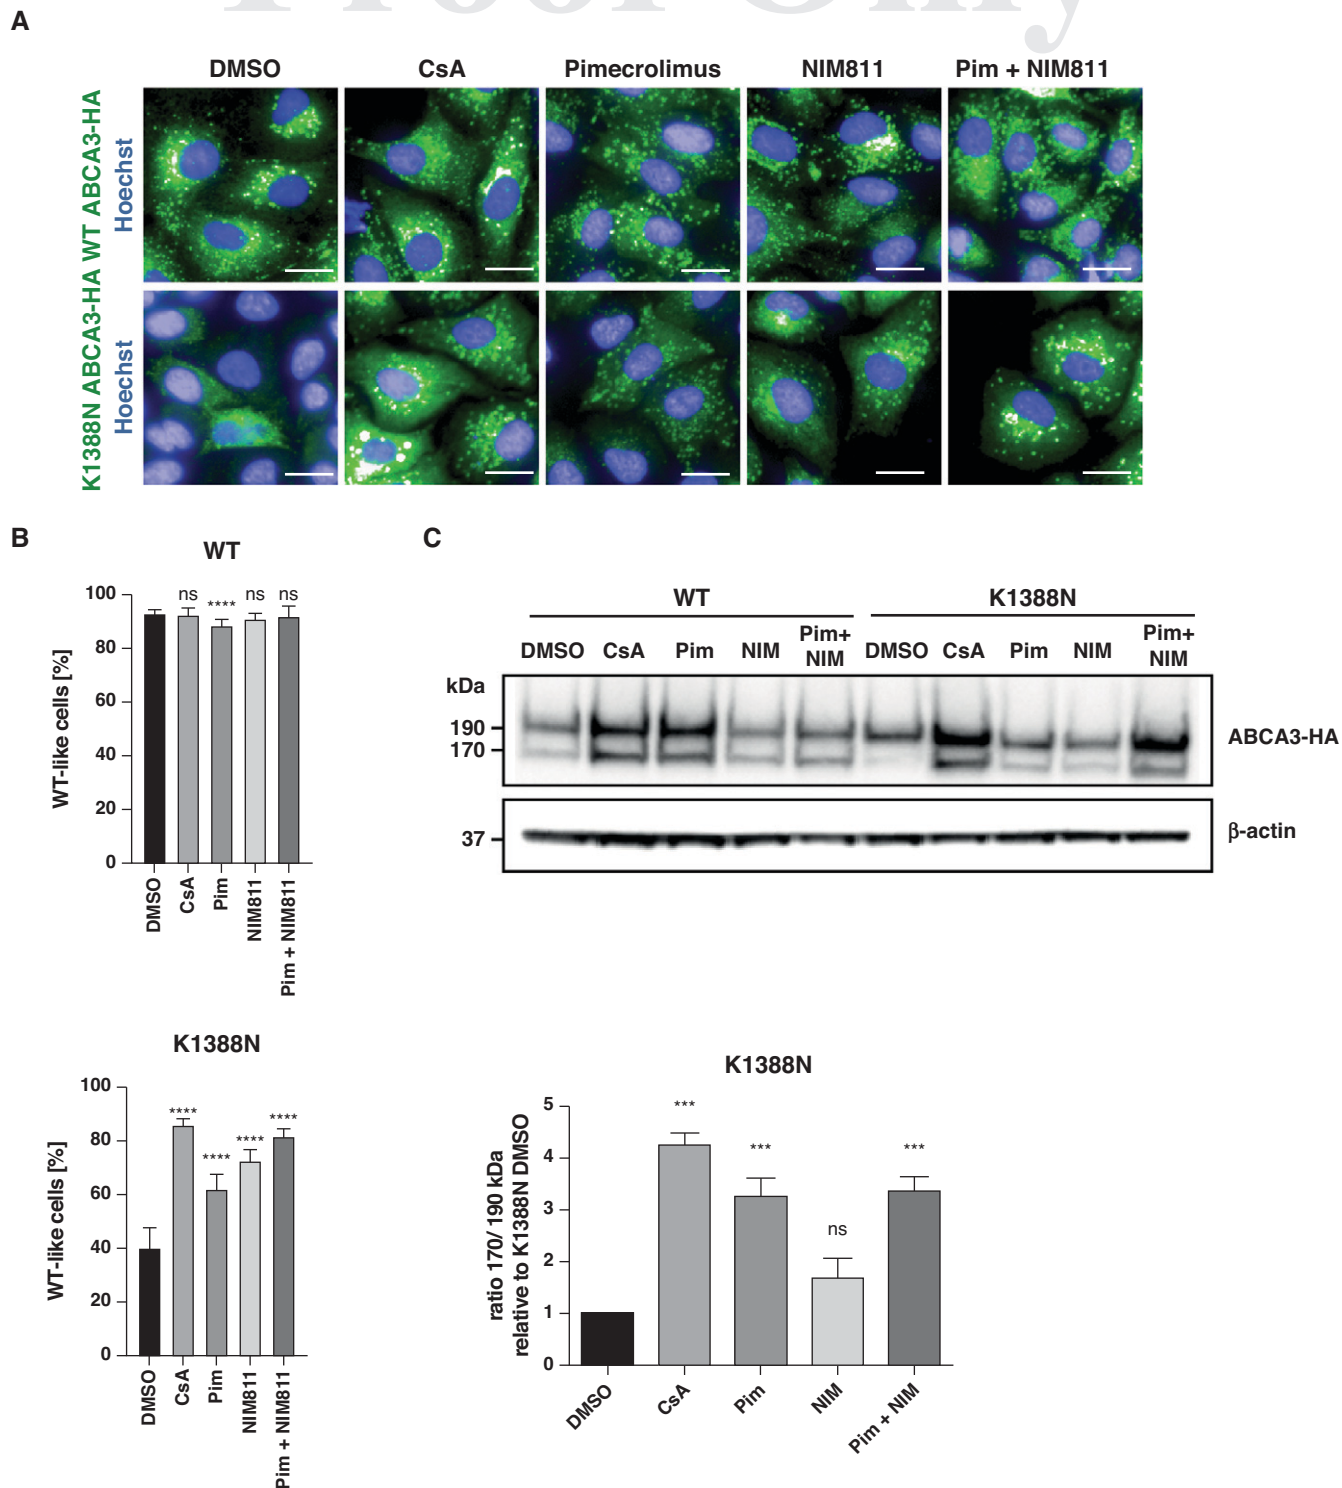 Proof Only
A
DMSO CsA Pimecrolimus NIM811 Pim + NIM811
K1388N ABCA3-HA WT ABCA3-HA
Hoechst
Hoechst
B
WT
WT-like cells [%]
100
80
60
40
20
0
ns **** ns ns
DMSO
CsA
Pim
NIM811
Pim + NIM811
K1388N
WT-like cells [%]
100
80
60
40
20
0
**** **** **** ****
DMSO
CsA
Pim
NIM811
Pim + NIM811
C
WT K1388N
DMSO CsA Pim NIM Pim+ NIM DMSO CsA Pim NIM Pim+ NIM
kDa
190
170
ABCA3-HA
37
β-actin
K1388N
ratio 170/ 190 kDa
relative to K1388N DMSO
5
4
3
2
1
0
*** *** ns ***
DMSO
CsA
Pim
NIM
Pim + NIM